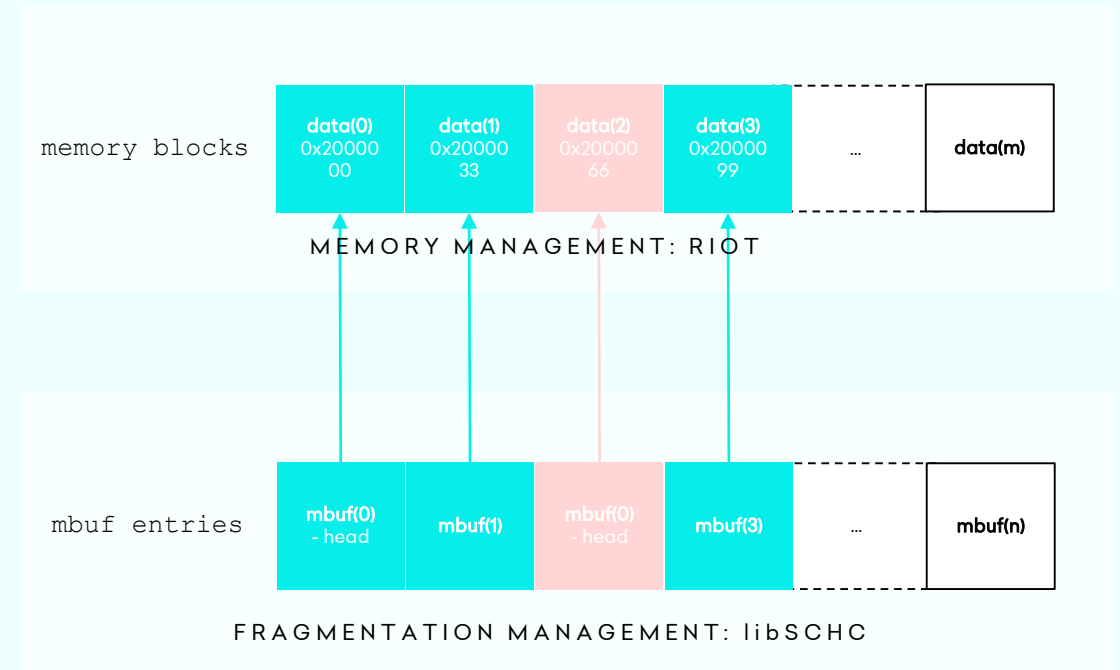 memory blocks
data(0)
0x20000
00
data(1)
0x20000
33
data(2)
0x20000
66
data(3)
0x20000
99
...
data(m)
MEMORY MANAGEMENT: RIOT
mbuf entries
mbuf(0)
- head
mbuf(1)
mbuf(0)
- head
mbuf(3)
...
mbuf(n)
FRAGMENTATION MANAGEMENT: libSCHC